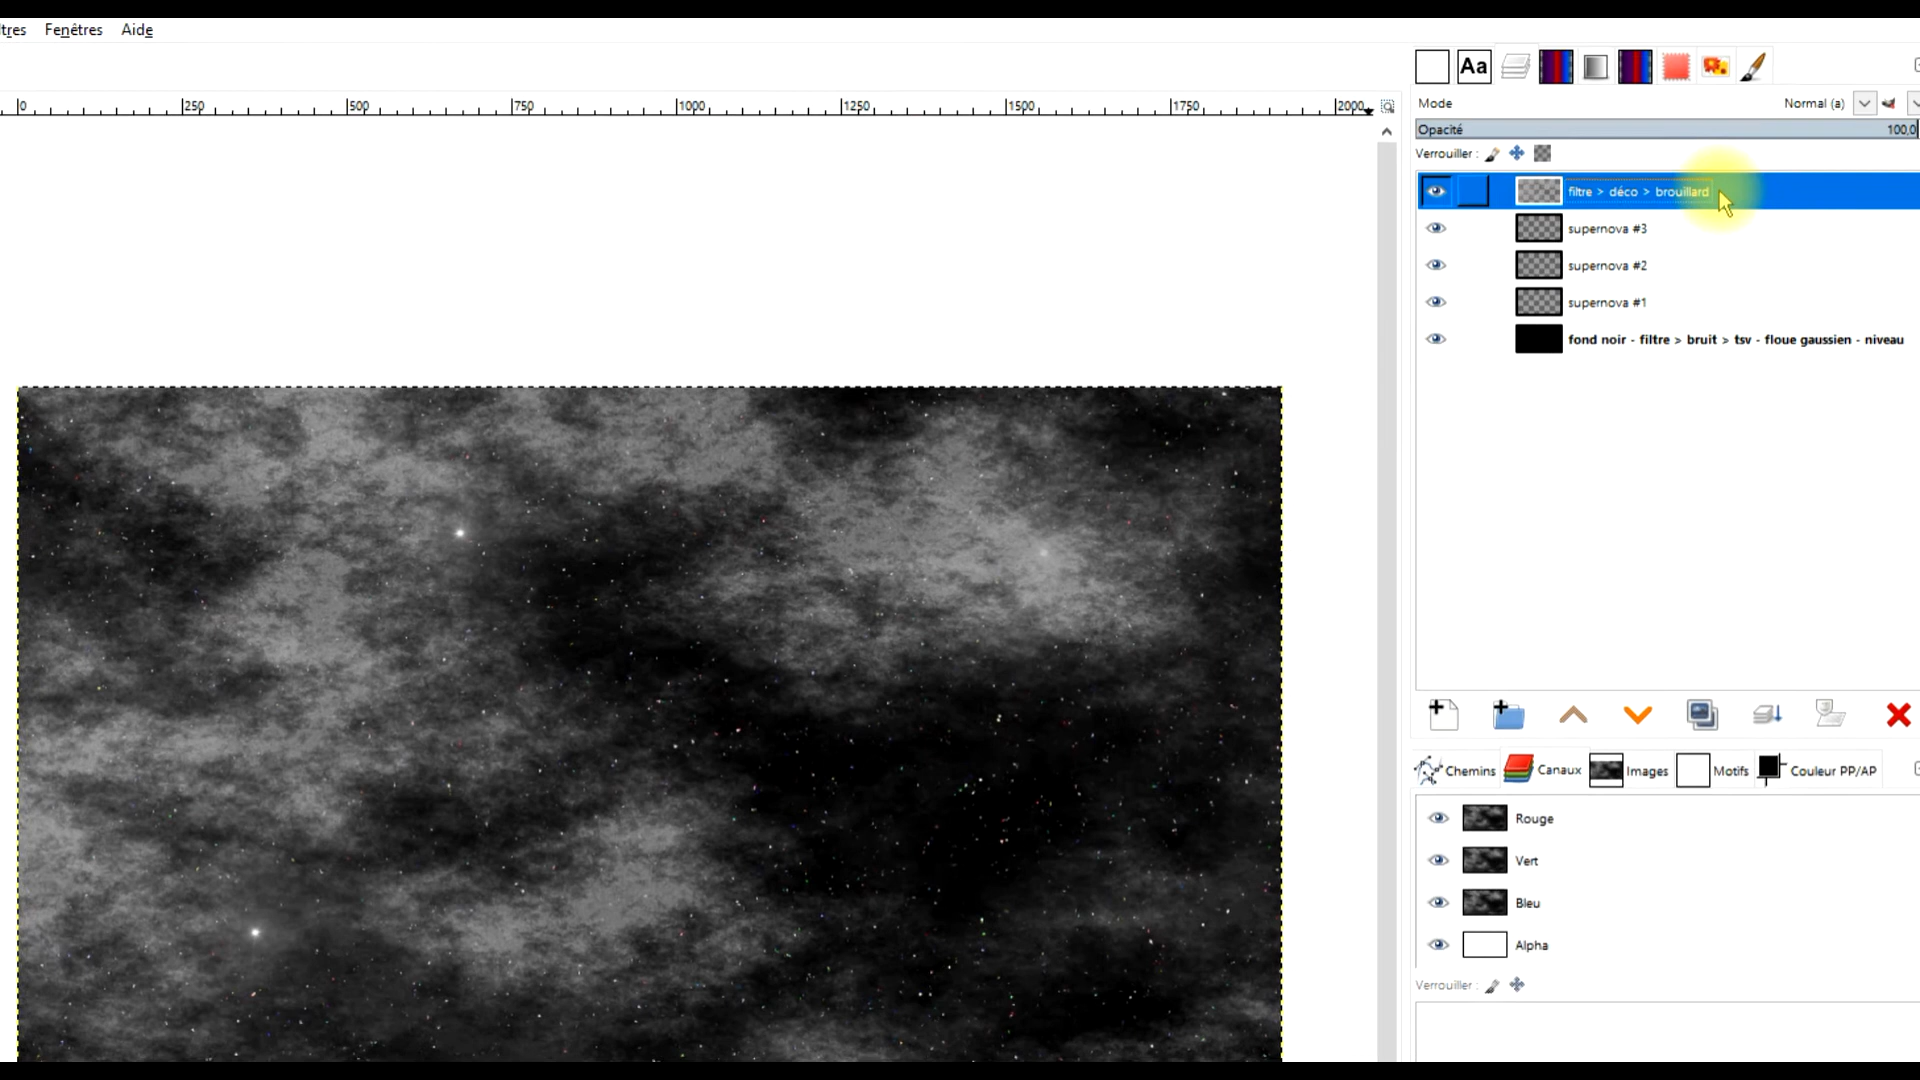 tres Fenêtres Aide
0 250 500 750 1000 1250 1500 1750 2000
Aa
Mode Normal (a)
Opacité 100,0
Verrouiller :
filtre > déco > brouillard
supernova #3
supernova #2
supernova #1
fond noir - filtre > bruit > tsv - floue gaussien - niveau
Chemins Canaux Images Motifs Couleur PP/AP
Rouge
Vert
Bleu
Alpha
Verrouiller :